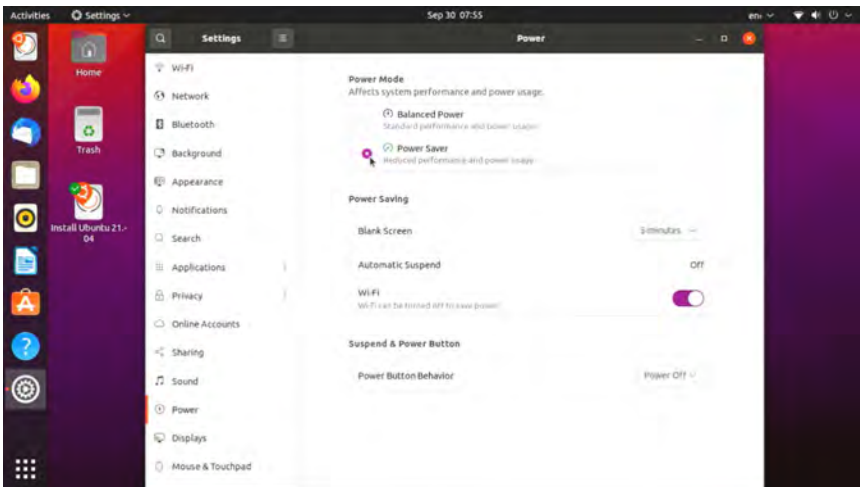 Activities Settings Sep 30 07:55 en₁
Home
Trash
Install Ubuntu 21.-
04
Settings
Wi-Fi
Network
Bluetooth
Background
Appearance
Notifications
Search
Applications
Privacy
Online Accounts
Sharing
Sound
Power
Displays
Mouse & Touchpad
Power
Power Mode
Affects system performance and power usage.
Balanced Power
Standard performance and power usage.
Power Saver
Reduced performance and power usage.
Power Saving
Blank Screen 5 minutes
Automatic Suspend Off
Wi-Fi
Wi-Fi can be turned off to save power.
Suspend & Power Button
Power Button Behavior Power Off